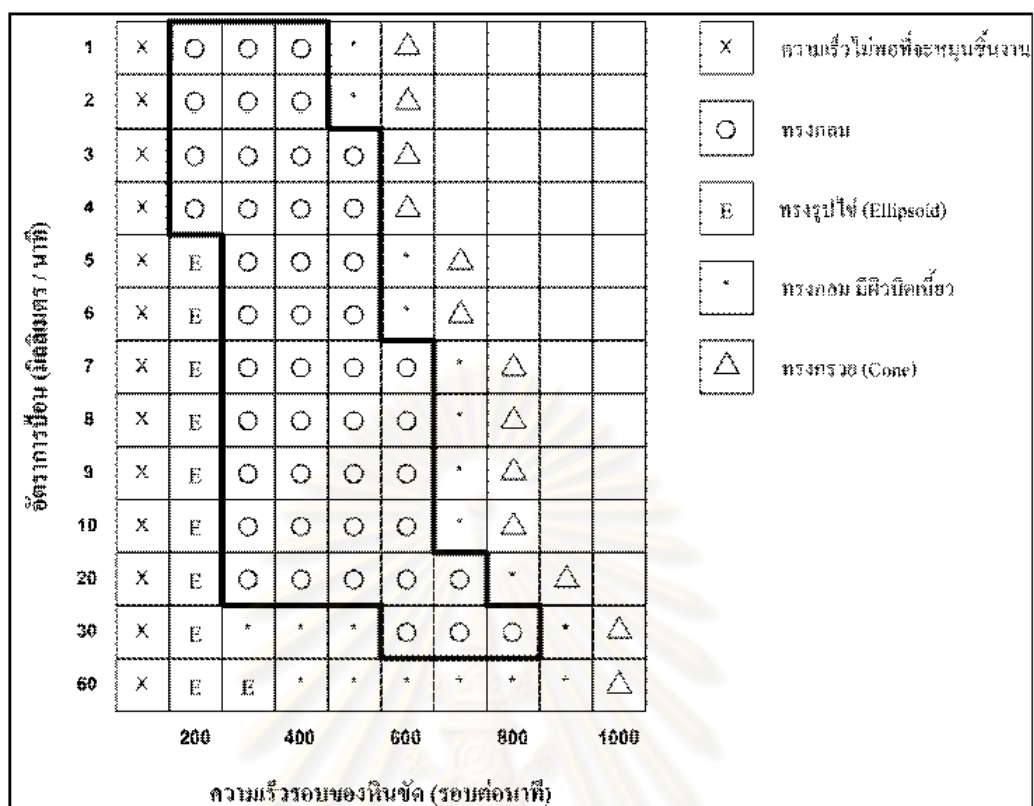 1 X ○ ○ ○ * △
2 X ○ ○ ○ * △
3 X ○ ○ ○ ○ △
4 X ○ ○ ○ ○ △
5 X E ○ ○ ○ * △
6 X E ○ ○ ○ * △
7 X E ○ ○ ○ ○ * △
8 X E ○ ○ ○ ○ * △
9 X E ○ ○ ○ ○ * △
10 X E ○ ○ ○ ○ * △
20 X E ○ ○ ○ ○ ○ * △
30 X E * * * ○ ○ ○ * △
60 X E E * * * * * * △
200 400 600 800 1000
ความเร็วรอบของหินขัด (รอบต่อนาที)
อัตราการป้อน (มิลลิเมตร / นาที)
X ความเร็วไม่พอที่จะหมุนชิ้นงาน
○ ทรงกลม
E ทรงรูปไข่ (Ellipsoid)
* ทรงกลม มีผิวบิดเบี้ยว
△ ทรงกรวย (Cone)